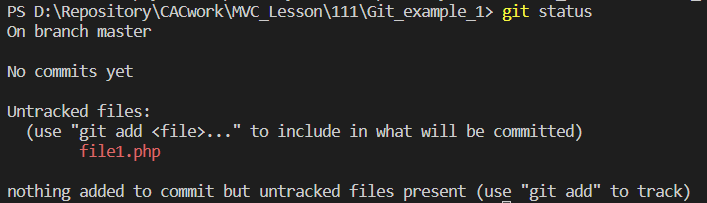 PS D:\Repository\CACwork\MVC_Lesson\111\Git_example_1> git status
On branch master
No commits yet
Untracked files:
(use "git add <file>..." to include in what will be committed)
file1.php
nothing added to commit but untracked files present (use "git add" to track)